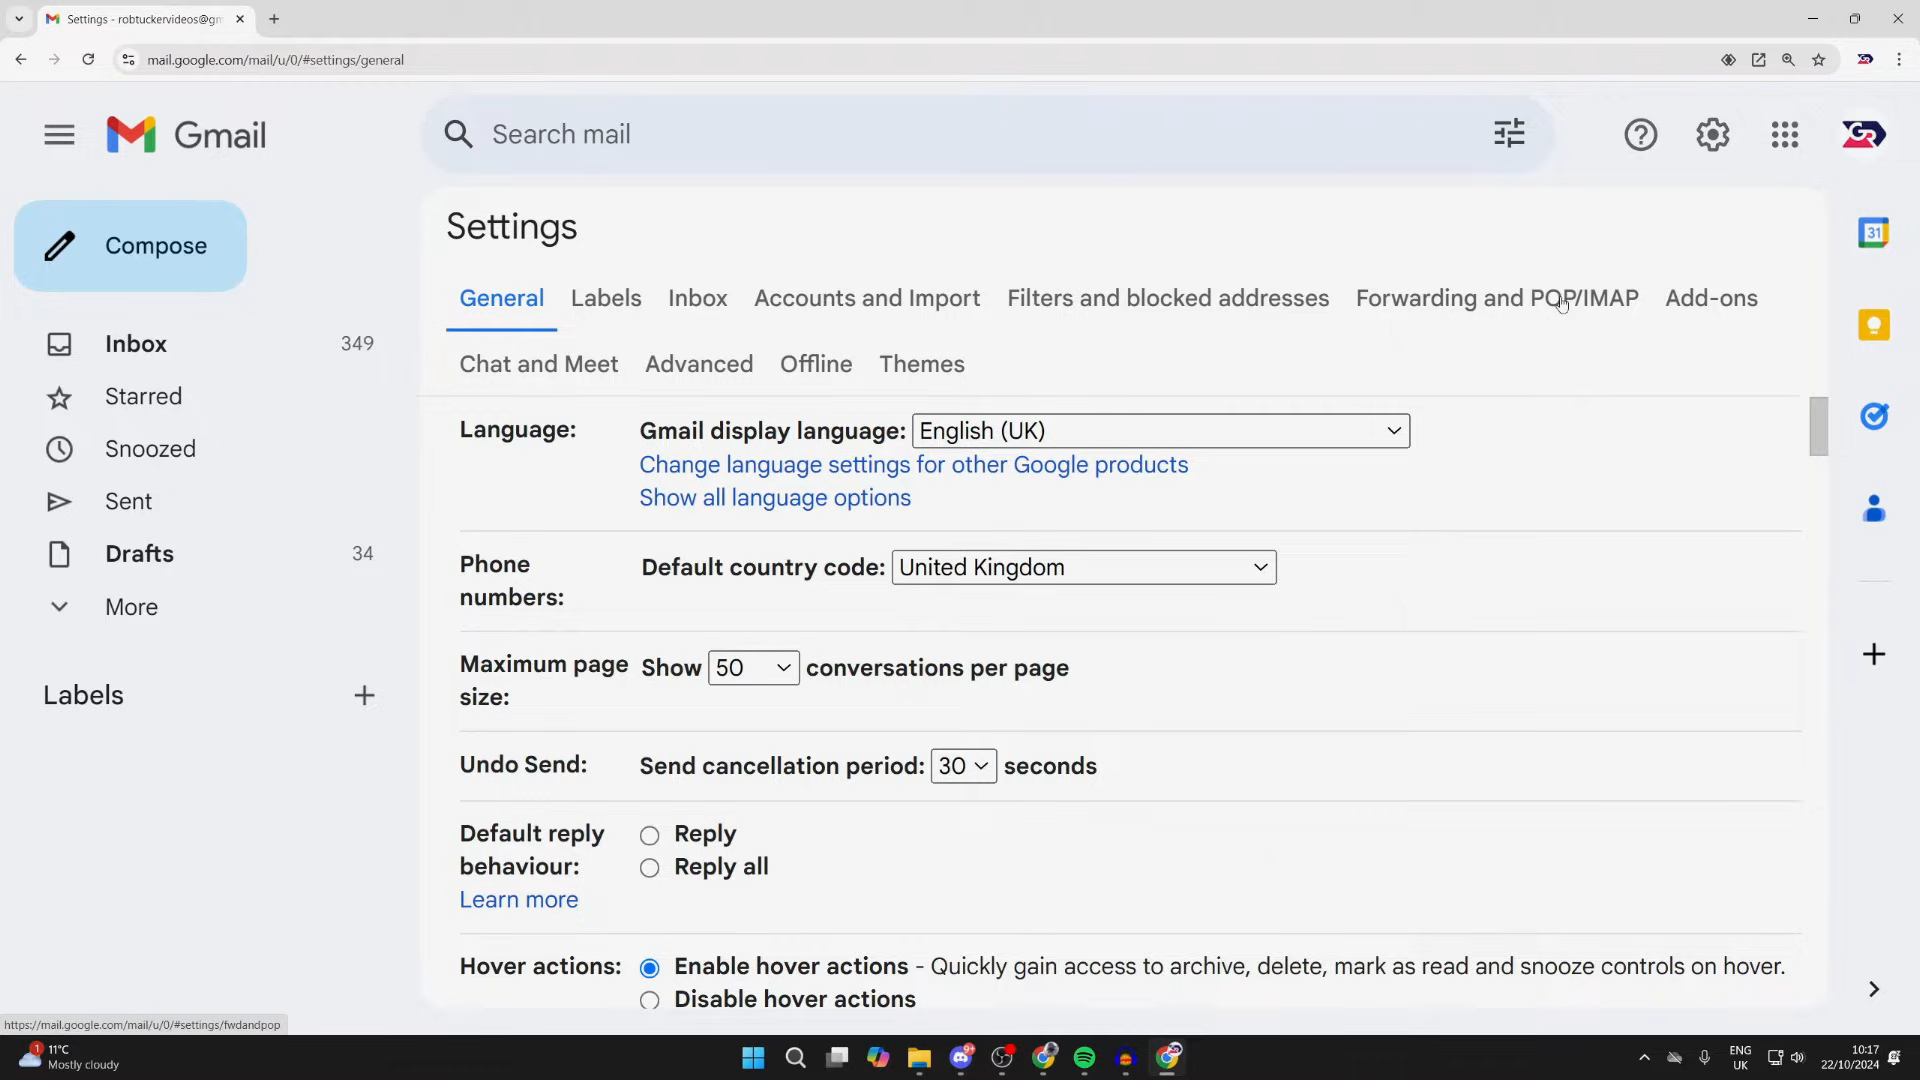 Settings - robtuckervideos@gm
mail.google.com/mail/u/0/#settings/general
Gmail
Search mail
Compose
Inbox 349
Starred
Snoozed
Sent
Drafts 34
More
Labels
Settings
General Labels Inbox Accounts and Import Filters and blocked addresses Forwarding and POP/IMAP Add-ons
Chat and Meet Advanced Offline Themes
Language: Gmail display language: English (UK)
Change language settings for other Google products
Show all language options
Phone numbers: Default country code: United Kingdom
Maximum page size: Show 50 conversations per page
Undo Send: Send cancellation period: 30 seconds
Default reply behaviour: Reply
Reply all
Learn more
Hover actions: Enable hover actions - Quickly gain access to archive, delete, mark as read and snooze controls on hover.
Disable hover actions
31
https://mail.google.com/mail/u/0/#settings/fwdandpop
1
11°C
Mostly cloudy
9+
ENG
UK
10:17
22/10/2024